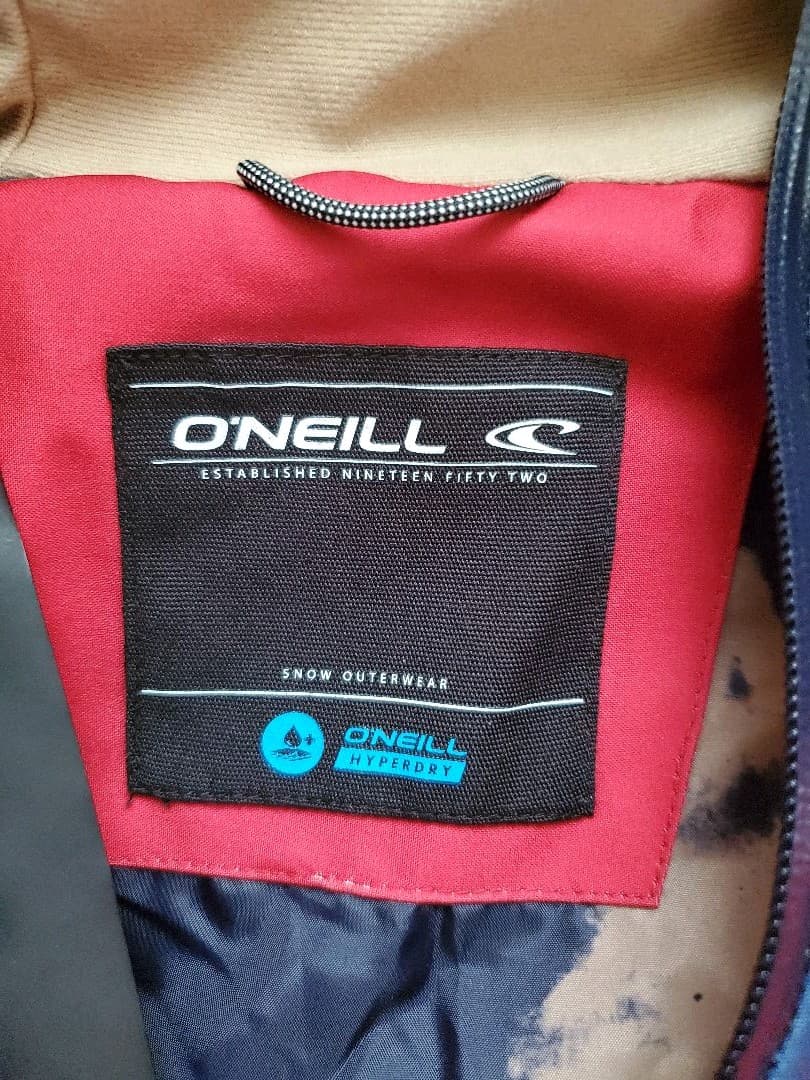 O'NEILL
ESTABLISHED NINETEEN FIFTY TWO
SNOW OUTERWEAR
O'NEILL
HYPERDRY